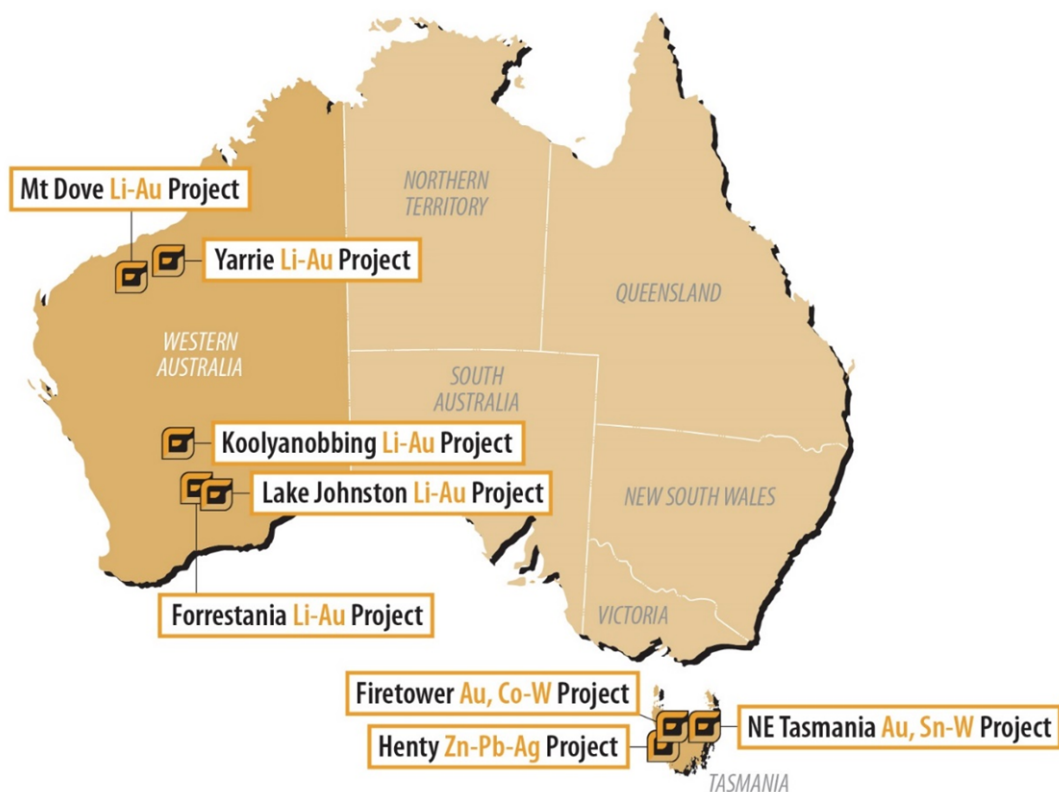 Mt Dove Li-Au Project
Yarrie Li-Au Project
NORTHERN
TERRITORY
QUEENSLAND
WESTERN
AUSTRALIA
SOUTH
AUSTRALIA
Koolyanobbing Li-Au Project
Lake Johnston Li-Au Project
NEW SOUTH WALES
Forrestania Li-Au Project
VICTORIA
Firetower Au, Co-W Project
NE Tasmania Au, Sn-W Project
Henty Zn-Pb-Ag Project
TASMANIA